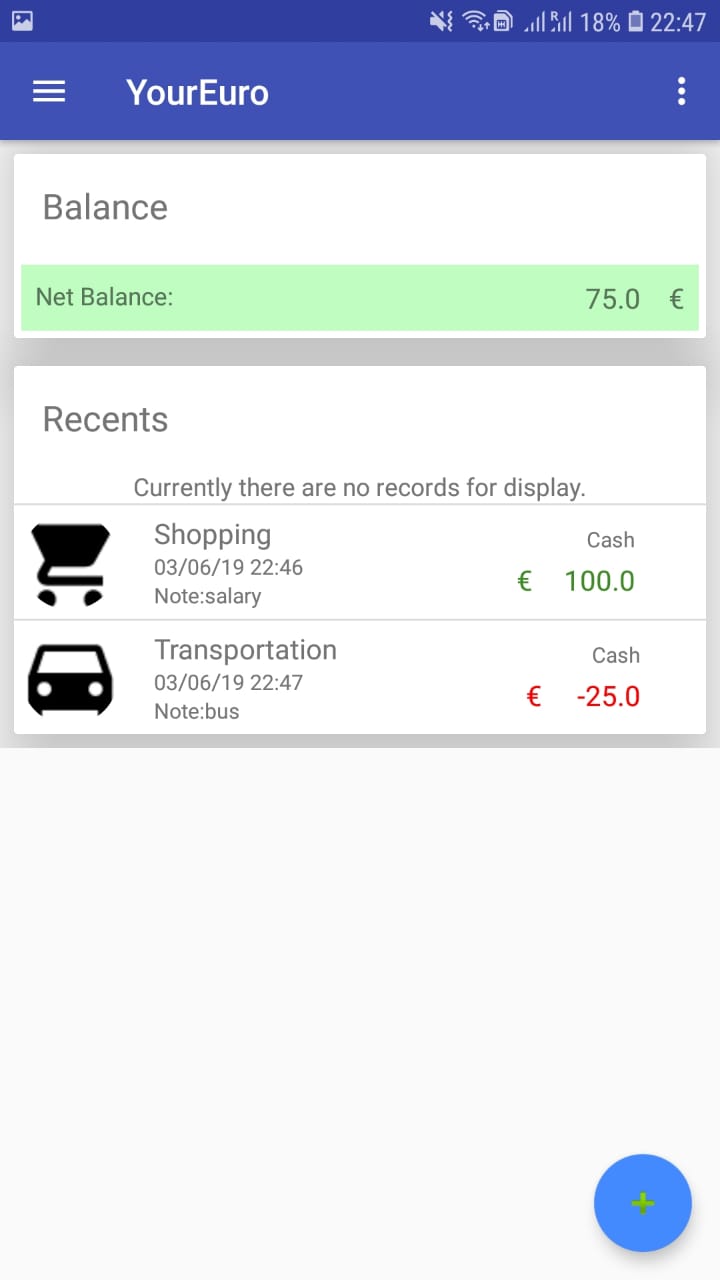 18% 22:47
YourEuro
Balance
Net Balance: 75.0 €
Recents
Currently there are no records for display.
Shopping
Cash
03/06/19 22:46
€ 100.0
Note:salary
Transportation
Cash
03/06/19 22:47
€ -25.0
Note:bus